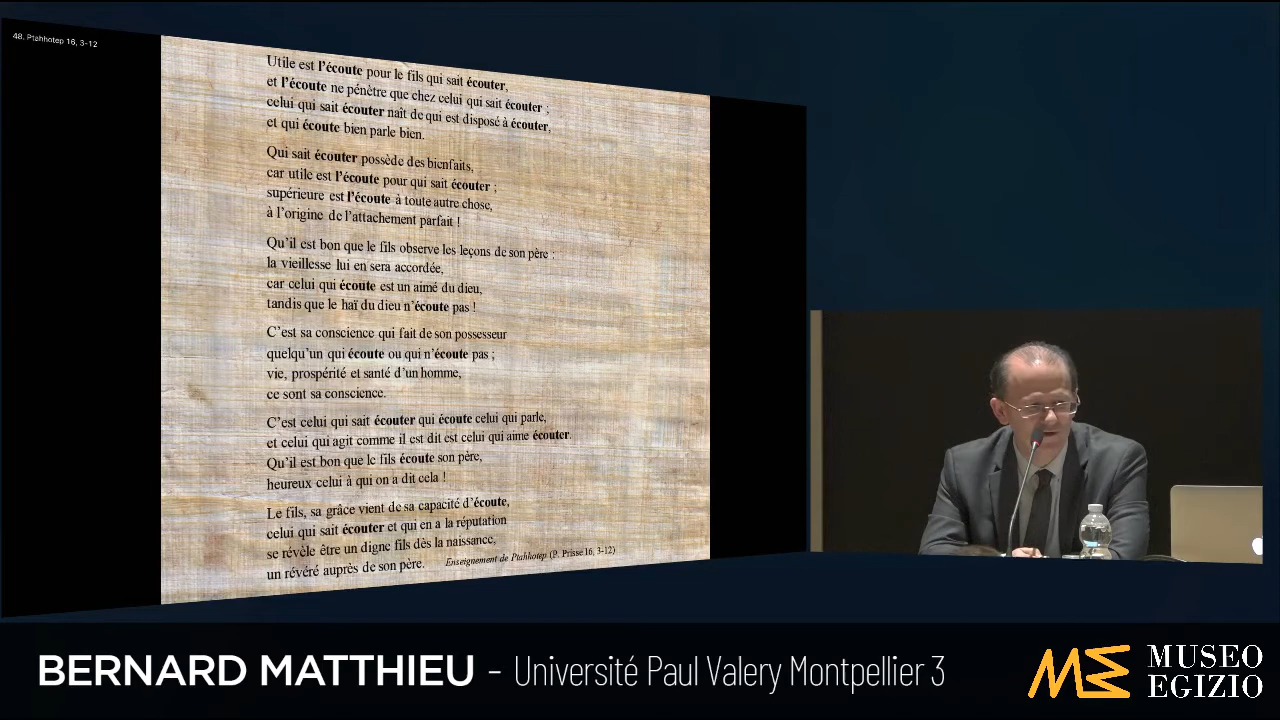 48. Ptahhotep 16, 3-12
Utile est l'écoute pour le fils qui sait écouter,
et l'écoute ne pénètre que chez celui qui sait écouter ;
celui qui sait écouter naît de qui est disposé à écouter,
et qui écoute bien parle bien.
Qui sait écouter possède des bienfaits,
car utile est l'écoute pour qui sait écouter ;
supérieure est l'écoute à toute autre chose,
à l'origine de l'attachement parfait !
Qu'il est bon que le fils observe les leçons de son père :
la vieillesse lui en sera accordée,
car celui qui écoute est un aimé du dieu,
tandis que le haï du dieu n'écoute pas !
C'est sa conscience qui fait de son possesseur
quelqu'un qui écoute ou qui n'écoute pas ;
vie, prospérité et santé d'un homme,
ce sont sa conscience.
C'est celui qui sait écouter qui écoute celui qui parle,
et celui qui agit comme il est dit est celui qui aime écouter.
Qu'il est bon que le fils écoute son père,
heureux celui à qui on a dit cela !
Le fils, sa grâce vient de sa capacité d'écoute,
celui qui sait écouter et qui en a la réputation
se révèle être un digne fils dès la naissance,
un révéré auprès de son père.
Enseignement de Ptahhotep (P. Prisse 16, 3-12)
BERNARD MATTHIEU - Université Paul Valery Montpellier 3
ME MUSEO
EGIZIO